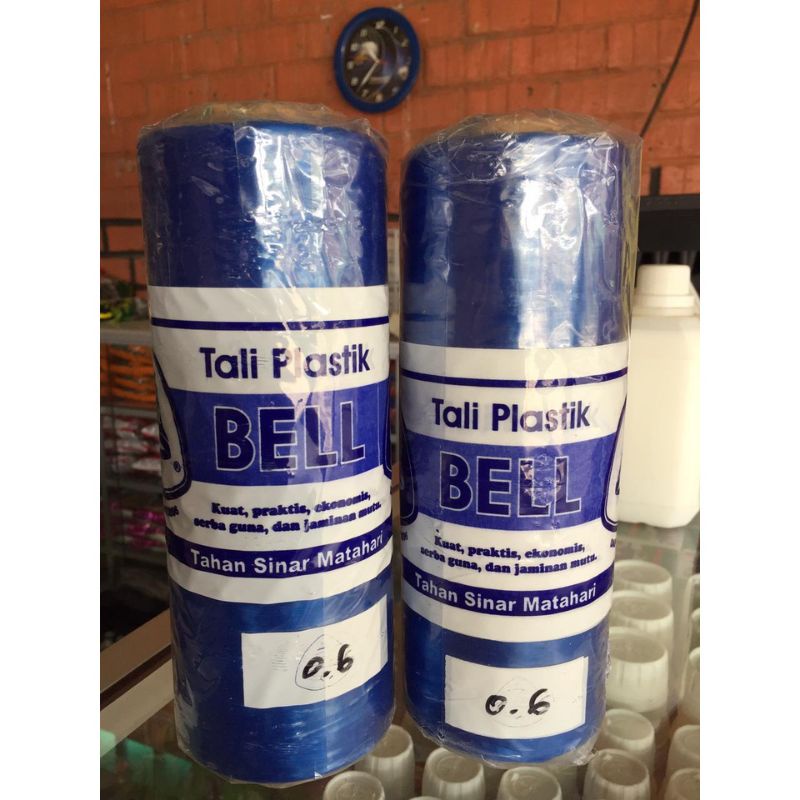 Tali Plastik
BELL
Kuat, praktis, ekonomis,
serba guna, dan jaminan mutu.
Tahan Sinar Matahari
0.6
Tali Plastik
BELL
Kuat, praktis, ekonomis,
serba guna, dan jaminan mutu.
Tahan Sinar Matahari
0.6